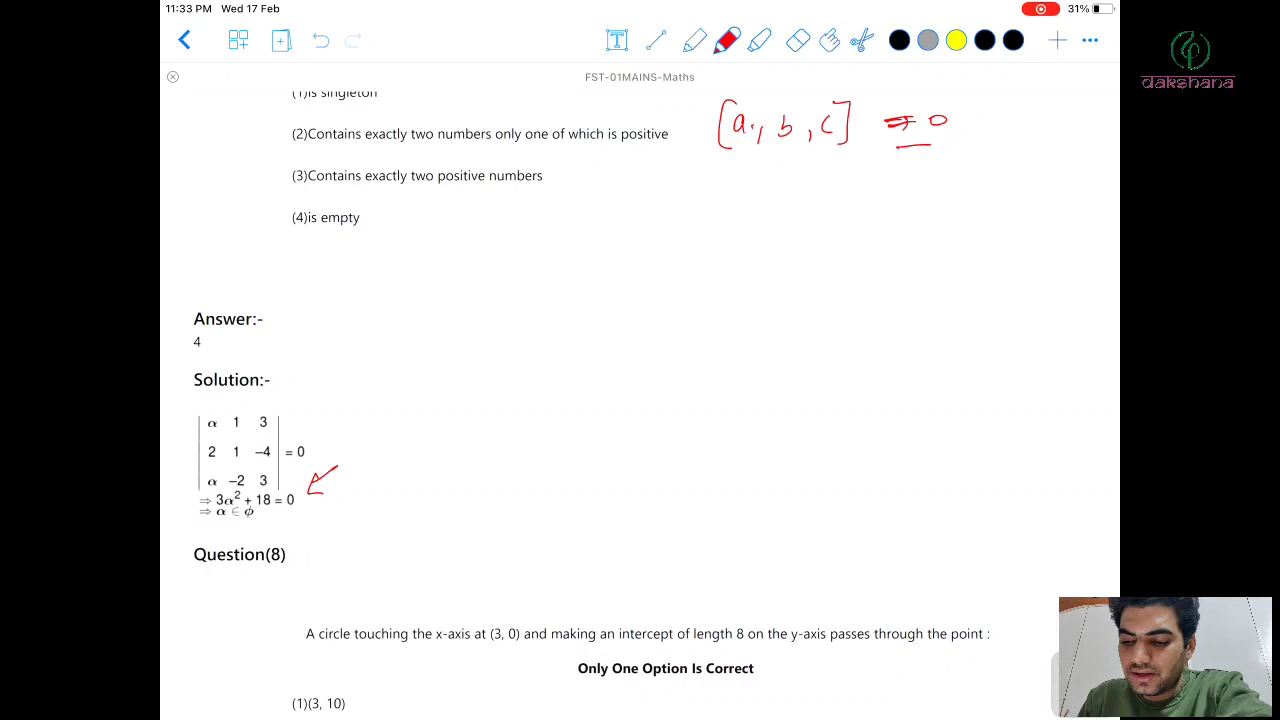 11:33 PM Wed 17 Feb 31%
dakshana
FST-01MAINS-Maths
(1)is singleton
[a, b, c] = 0
(2)Contains exactly two numbers only one of which is positive
(3)Contains exactly two positive numbers
(4)is empty
Answer:-
4
Solution:-
α 1 3
2 1 −4 = 0
α −2 3
⇒ 3α² + 18 = 0
⇒ α ∈ ϕ
Question(8)
A circle touching the x-axis at (3, 0) and making an intercept of length 8 on the y-axis passes through the point :
Only One Option Is Correct
(1)(3, 10)